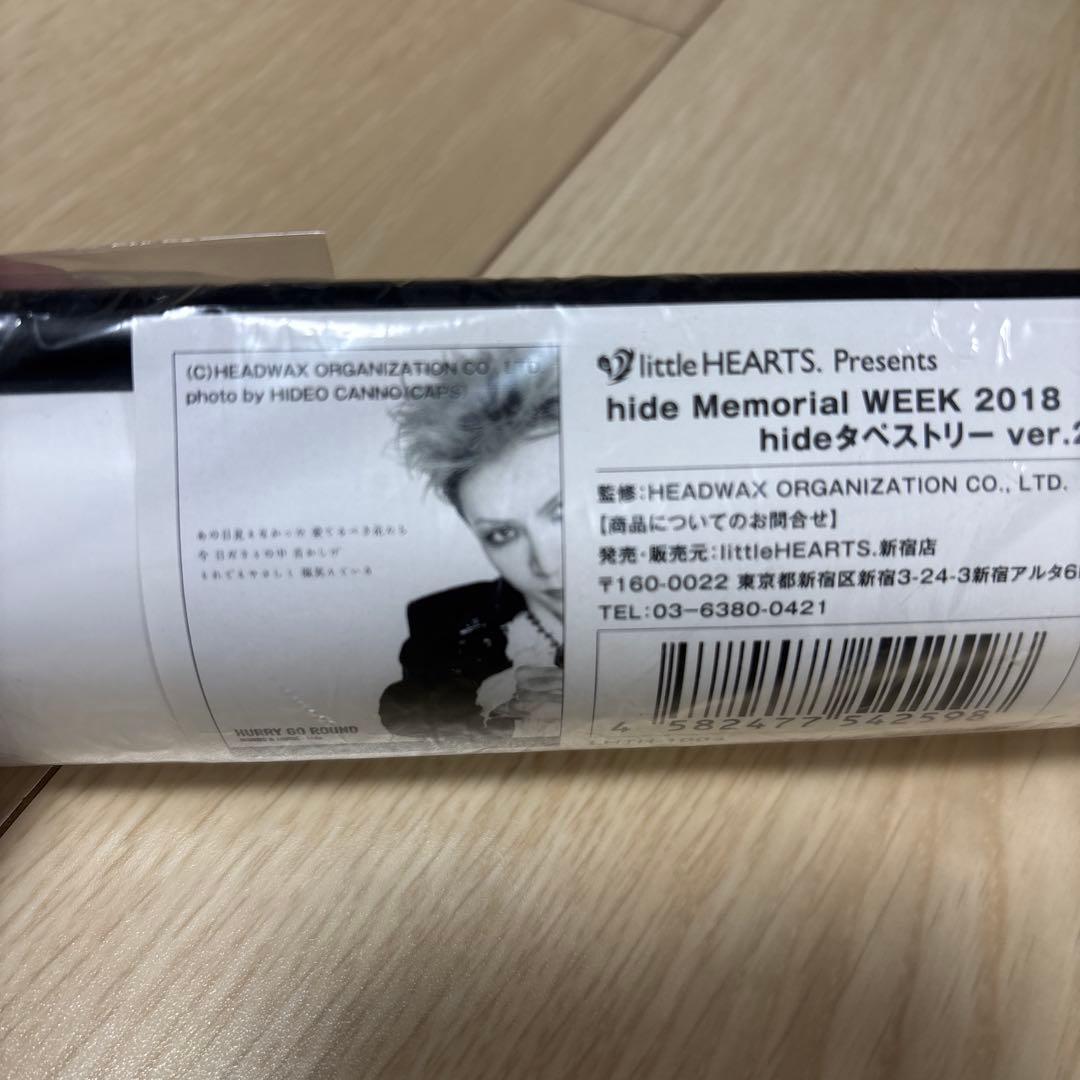 (C)HEADWAX ORGANIZATION CO., LTD.
photo by HIDEO CANNO(CAPS)
今
HURRY GO ROUND
littleHEARTS. Presents
hide Memorial WEEK 2018
hideタペストリー ver.2
監修:HEADWAX ORGANIZATION CO., LTD.
【商品についてのお問合せ】
発売・販売元:littleHEARTS.新宿店
〒160-0022 東京都新宿区新宿3-24-3新宿アルタ6
TEL:03-6380-0421
4 582477 542598